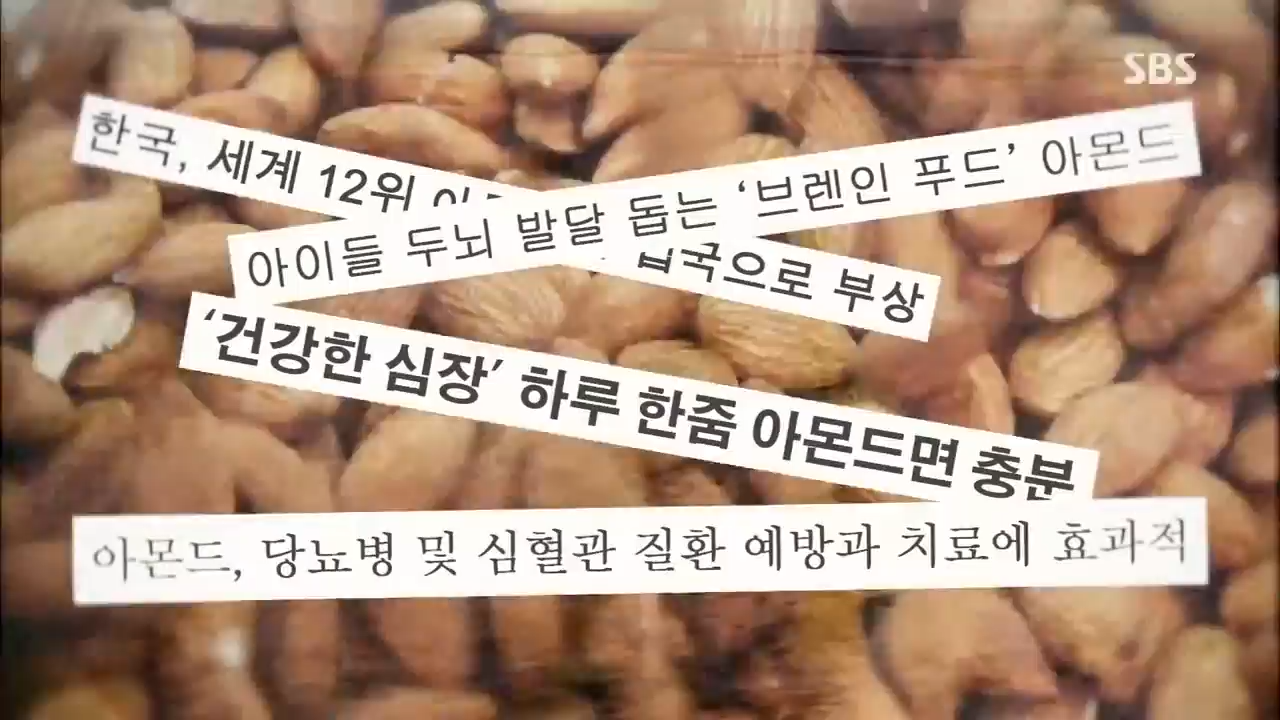 SBS
한국, 세계 12위
국으로 부상
아이들 두뇌 발달 돕는 ‘브렌인 푸드’ 아몬드
‘건강한 심장’ 하루 한줌 아몬드면 충분
아몬드, 당뇨병 및 심혈관 질환 예방과 치료에 효과적